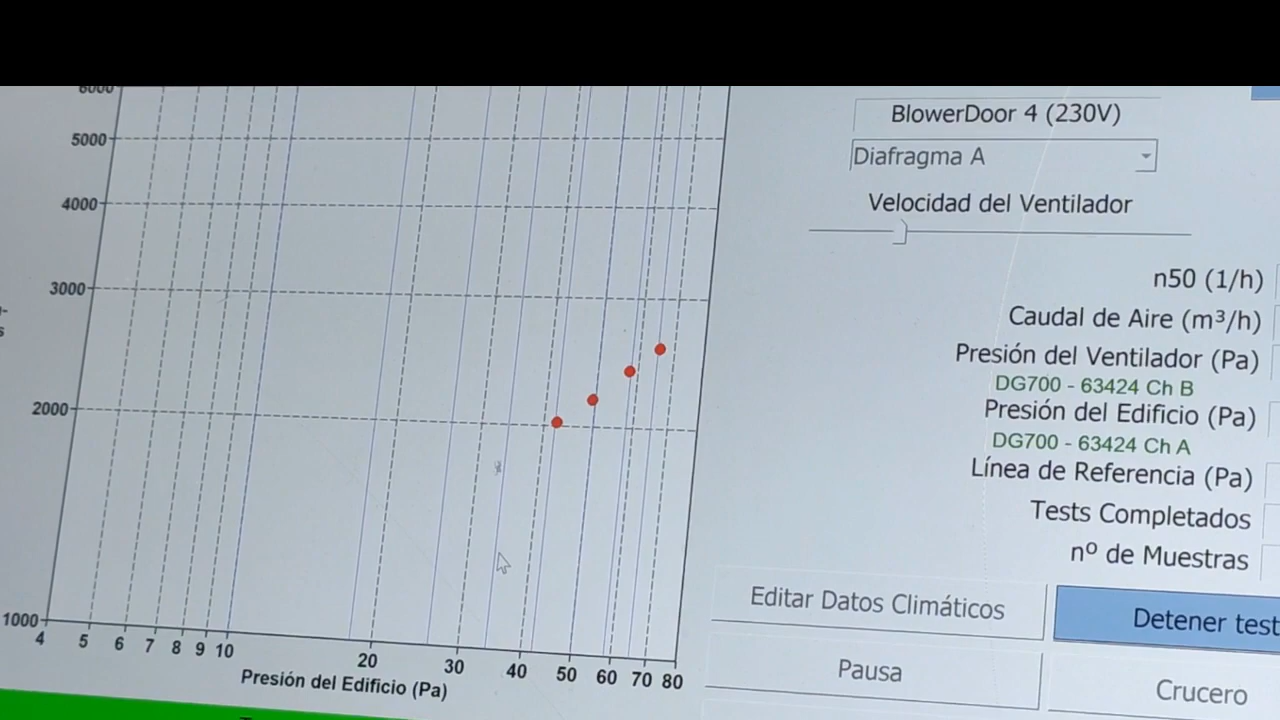 6000
5000
4000
3000
2000
1000
4 5 6 7 8 9 10 20 30 40 50 60 70 80
Presión del Edificio (Pa)
BlowerDoor 4 (230V)
Diafragma A
Velocidad del Ventilador
n50 (1/h)
Caudal de Aire (m³/h)
Presión del Ventilador (Pa)
DG700 - 63424 Ch B
Presión del Edificio (Pa)
DG700 - 63424 Ch A
Línea de Referencia (Pa)
Tests Completados
nº de Muestras
Editar Datos Climáticos
Detener test
Pausa
Crucero